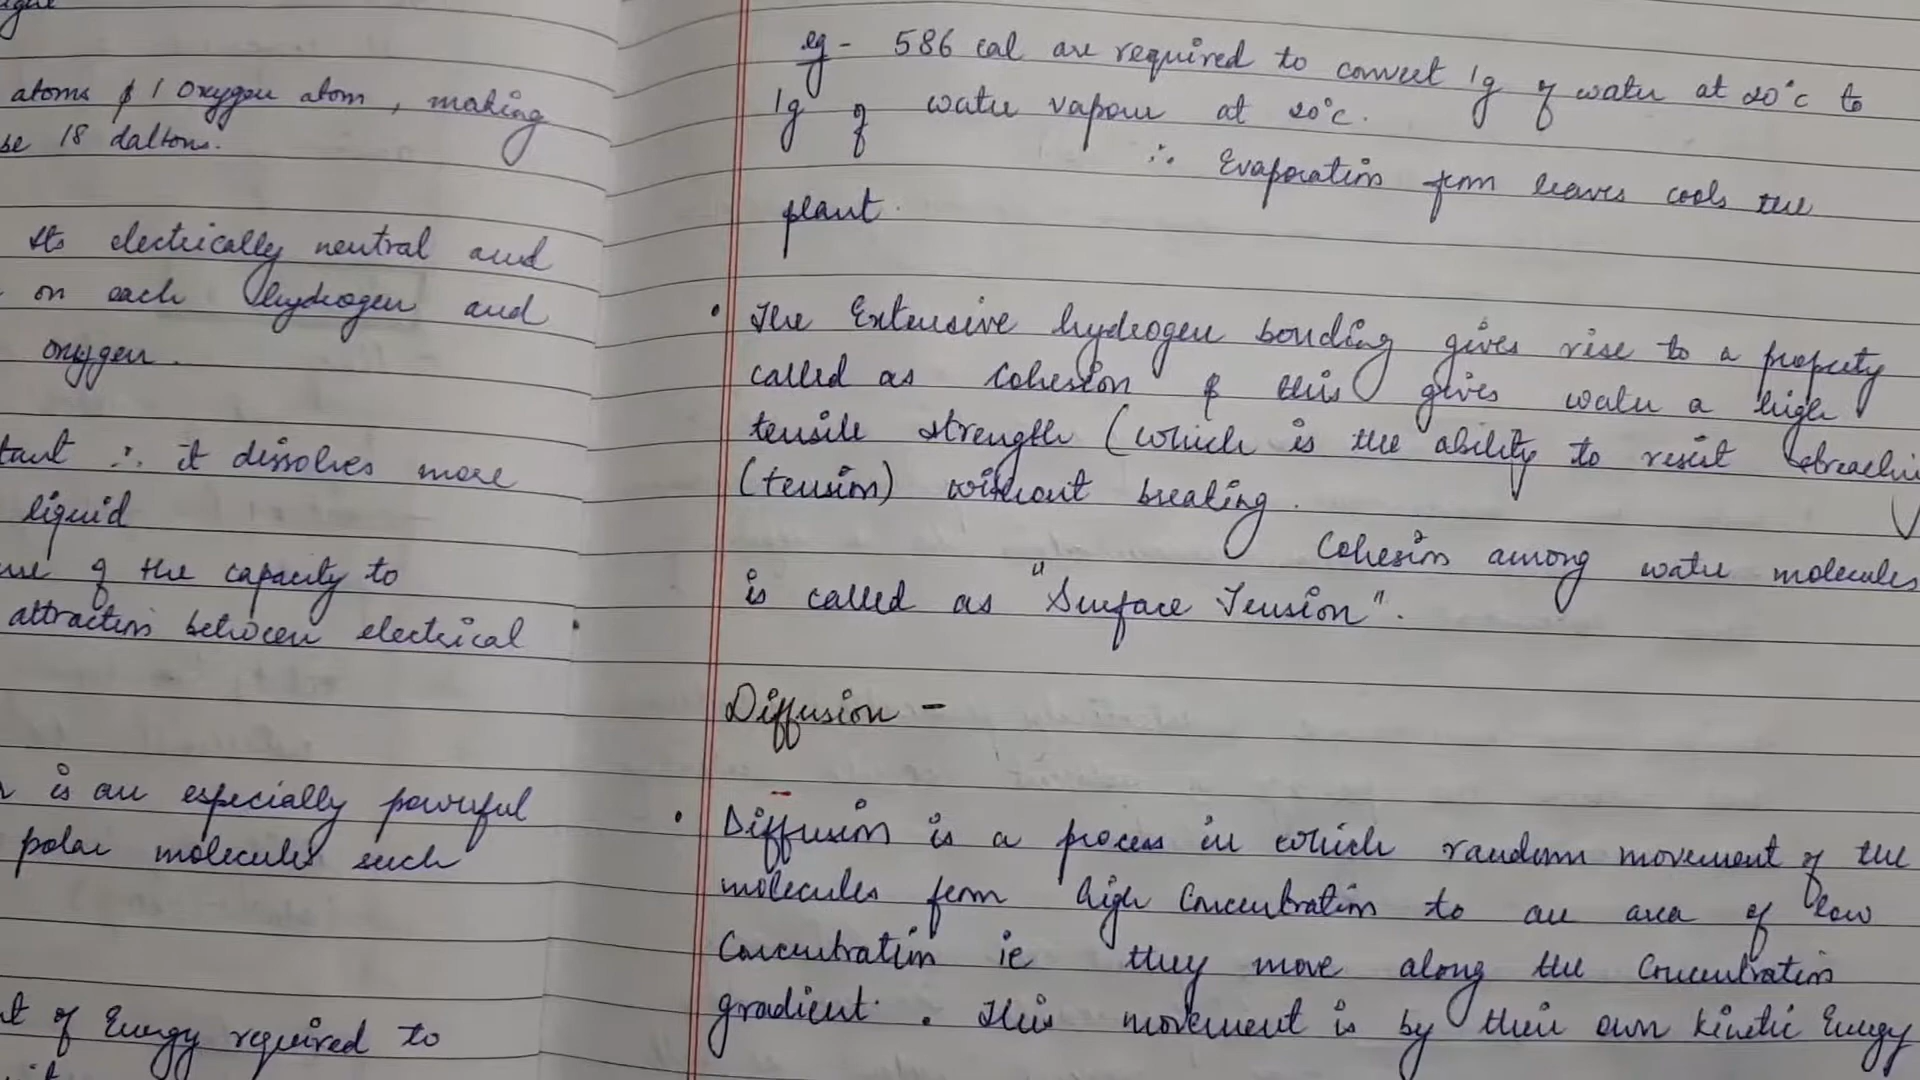 atoms & 1 Oxygen atom, making
be 18 daltons.
Its electrically neutral and
on each hydrogen and
oxygen.
tant ∴ it dissolves more
liquid
of the capacity to
attraction between electrical
is an especially powerful
polar molecules such
of Energy required to
eg - 586 cal are required to convert 1g of water at 20°c to
1g of water vapour at 20°c.
∴ Evaporation from leaves cools the
plant.
• The Extensive hydrogen bonding gives rise to a property
called as Cohesion & this gives water a high
tensile strength (which is the ability to resist
(tension) without breaking.
Cohesion among water molecules
is called as "Surface Tension".
Diffusion -
• Diffusion is a process in which random movement of the
molecules from high Concentration to an area of low
Concentration ie they move along the Concentration
gradient. This movement is by their own kinetic Energy